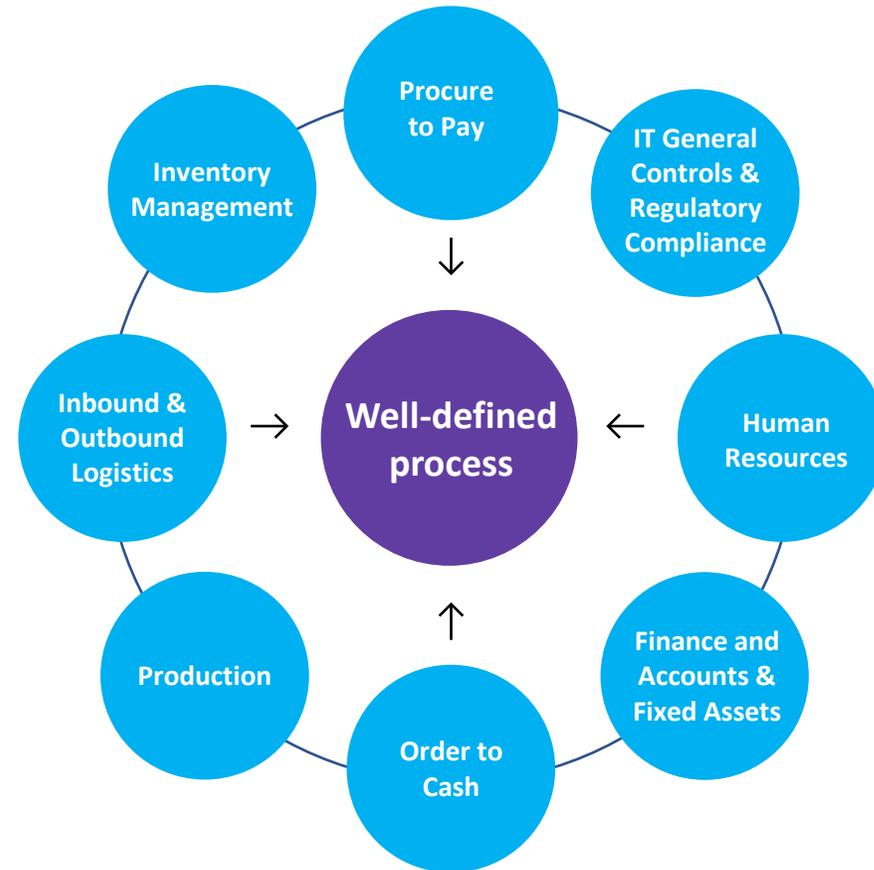 Procure
to Pay
IT General
Controls &
Regulatory
Compliance
Inventory
Management
Well-defined
process
Inbound &
Outbound
Logistics
Human
Resources
Finance and
Accounts &
Fixed Assets
Production
Order to
Cash